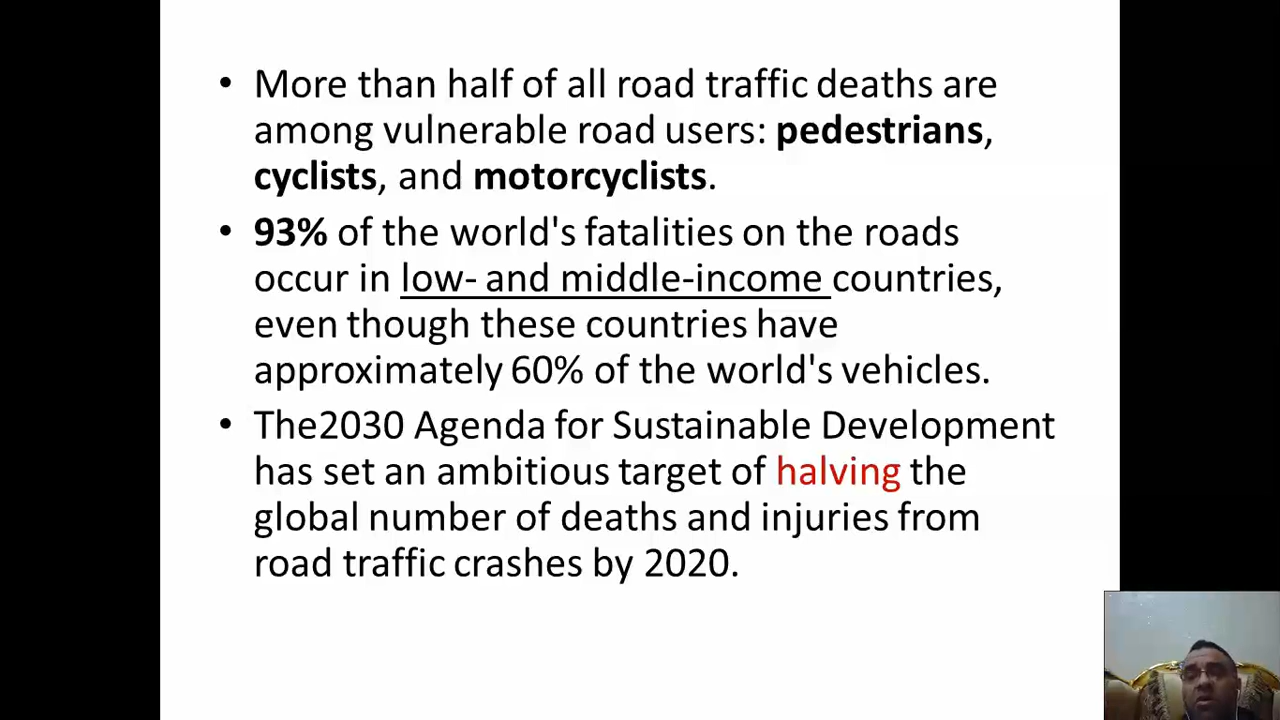 • More than half of all road traffic deaths are
among vulnerable road users: pedestrians,
cyclists, and motorcyclists.
• 93% of the world's fatalities on the roads
occur in low- and middle-income countries,
even though these countries have
approximately 60% of the world's vehicles.
• The2030 Agenda for Sustainable Development
has set an ambitious target of halving the
global number of deaths and injuries from
road traffic crashes by 2020.